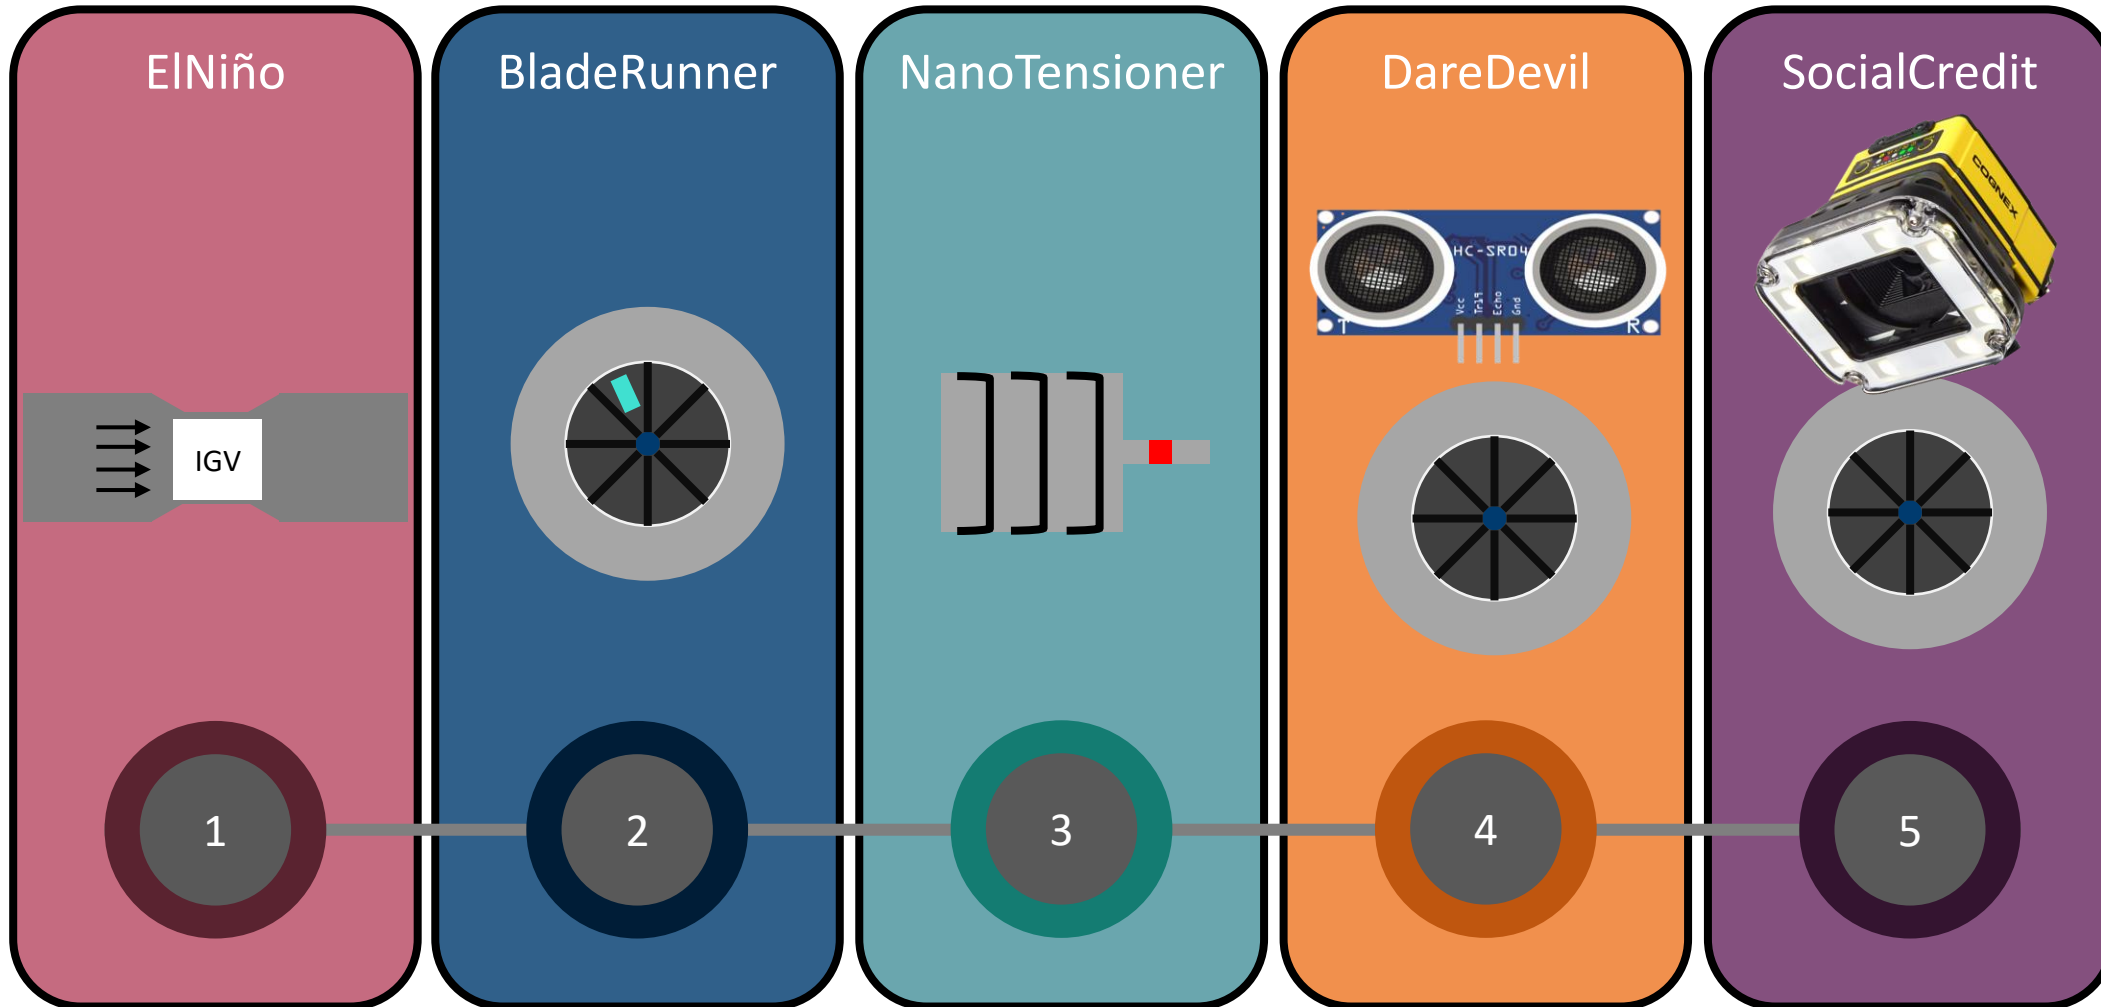 ElNiño
BladeRunner
NanoTensioner
DareDevil
SocialCredit
COGNEX
HC-SR04
Vcc
Trig
Echo
Gnd
T
R
IGV
1
2
3
4
5